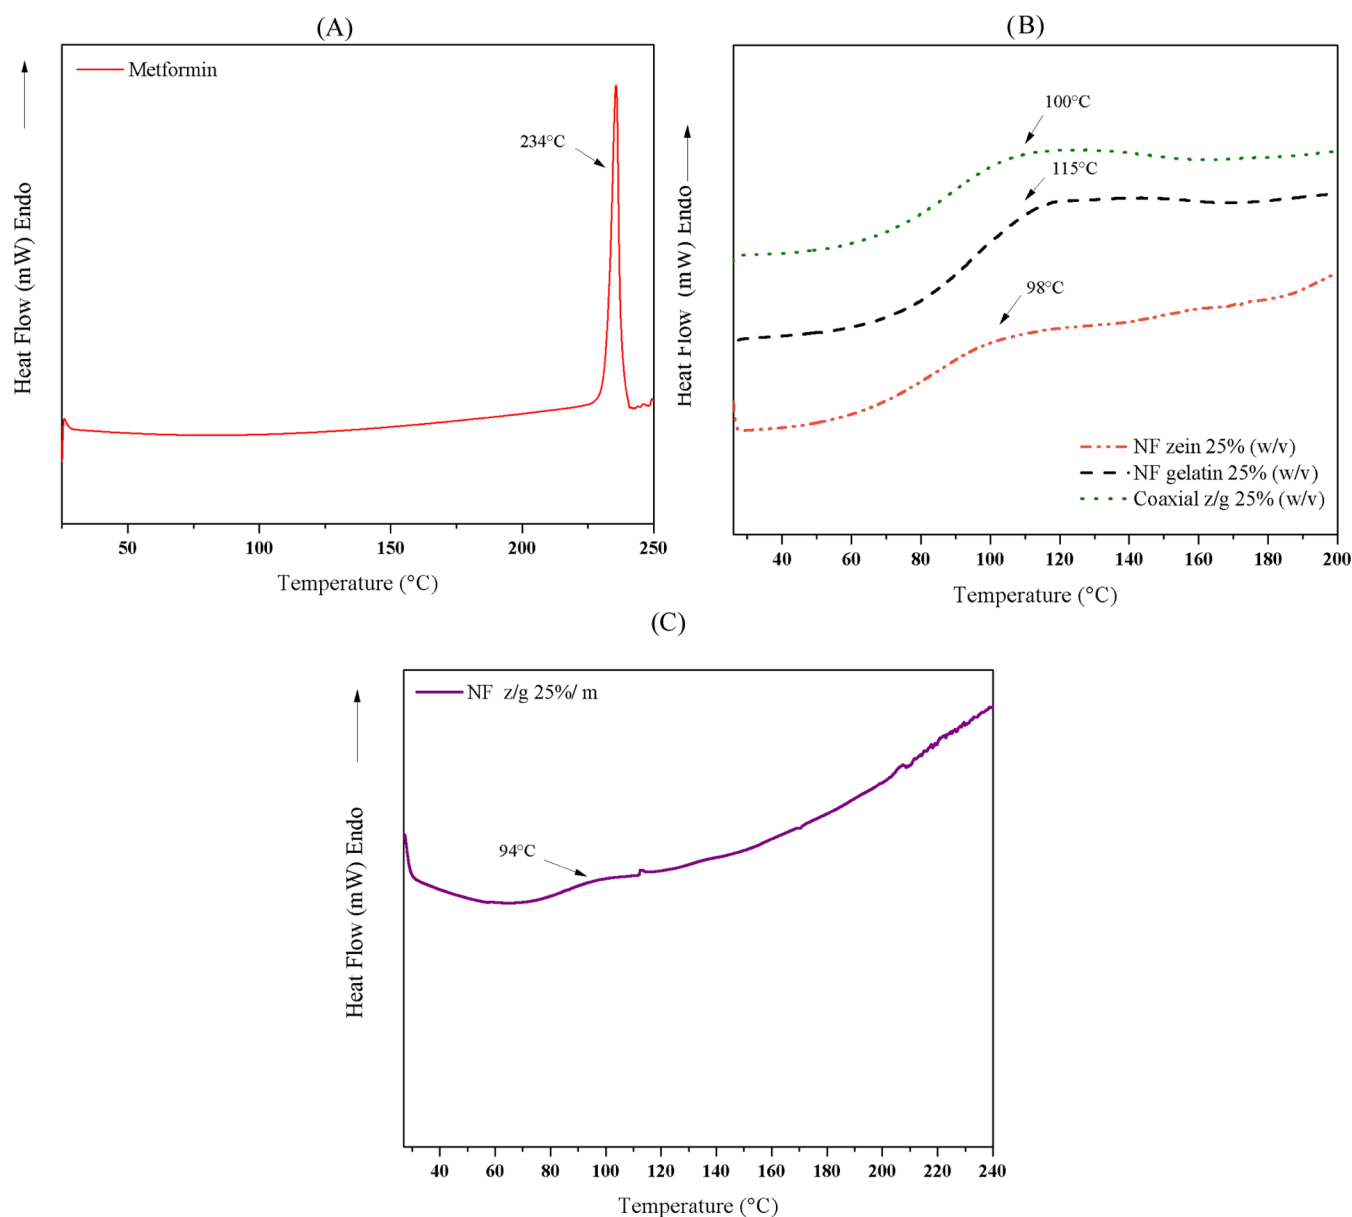 (A)
Heat Flow (mW) Endo
Metformin
234°C
50
100
150
200
250
Temperature (°C)
(B)
Heat Flow (mW) Endo
100°C
115°C
98°C
NF zein 25% (w/v)
NF gelatin 25% (w/v)
Coaxial z/g 25% (w/v)
40
60
80
100
120
140
160
180
200
Temperature (°C)
(C)
Heat Flow (mW) Endo
NF z/g 25%/ m
94°C
40
60
80
100
120
140
160
180
200
220
240
Temperature (°C)